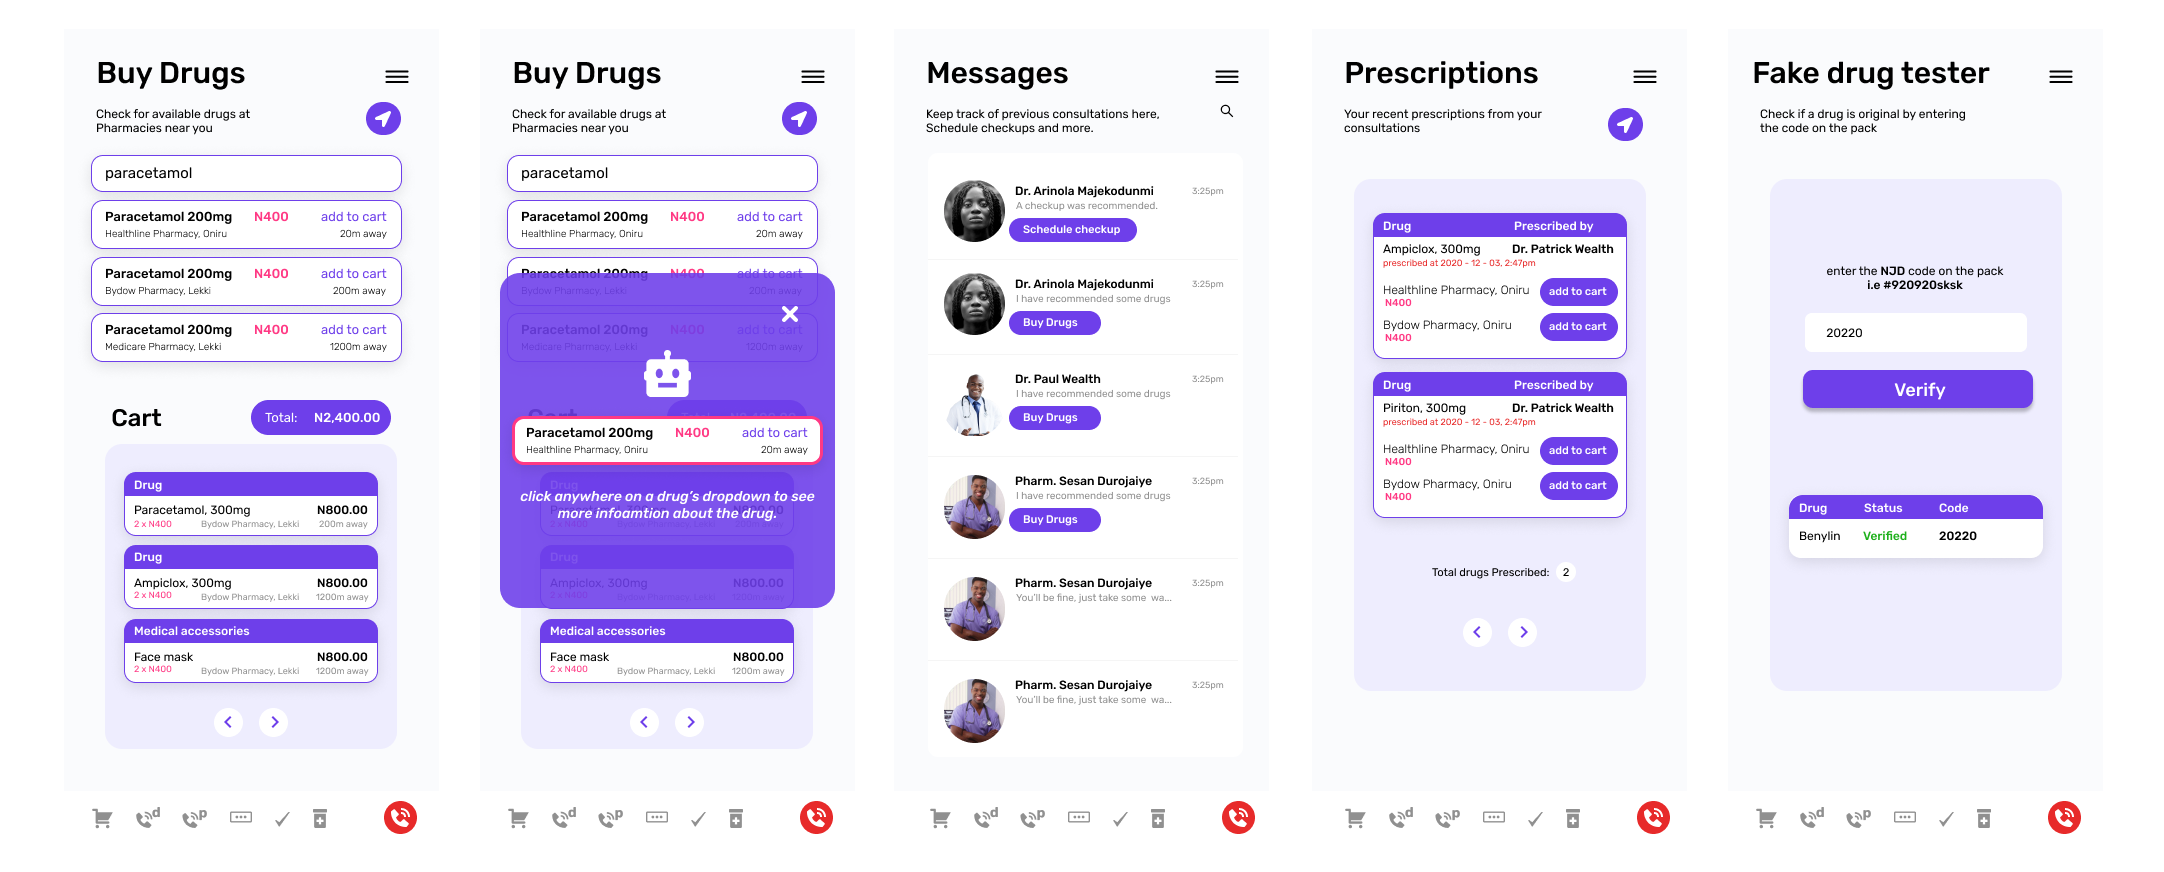 Buy Drugs
Check for available drugs at
Pharmacies near you
paracetamol
Paracetamol 200mg N400 add to cart
Healthline Pharmacy, Oniru 20m away
Paracetamol 200mg N400 add to cart
Bydow Pharmacy, Lekki 200m away
Paracetamol 200mg N400 add to cart
Medicare Pharmacy, Lekki 1200m away
Cart Total: N2,400.00
Drug
Paracetamol, 300mg N800.00
2 x N400 Bydow Pharmacy, Lekki 200m away
Drug
Ampiclox, 300mg N800.00
2 x N400 Bydow Pharmacy, Lekki 1200m away
Medical accessories
Face mask N800.00
2 x N400 Bydow Pharmacy, Lekki 1200m away
d p
Buy Drugs
Check for available drugs at
Pharmacies near you
paracetamol
Paracetamol 200mg N400 add to cart
Healthline Pharmacy, Oniru 20m away
Paracetamol 200mg N400 add to cart
Bydow Pharmacy, Lekki 200m away
Paracetamol 200mg N400 add to cart
Medicare Pharmacy, Lekki 1200m away
Cart Total: N2,400.00
Paracetamol 200mg N400 add to cart
Healthline Pharmacy, Oniru 20m away
click anywhere on a drug's dropdown to see
more infoamtion about the drug.
Drug
Ampiclox, 300mg N800.00
2 x N400 Bydow Pharmacy, Lekki 1200m away
Medical accessories
Face mask N800.00
2 x N400 Bydow Pharmacy, Lekki 1200m away
d p
Messages
Keep track of previous consultations here,
Schedule checkups and more.
Dr. Arinola Majekodunmi 3:25pm
A checkup was recommended.
Schedule checkup
Dr. Arinola Majekodunmi 3:25pm
I have recommended some drugs
Buy Drugs
Dr. Paul Wealth 3:25pm
I have recommended some drugs
Buy Drugs
Pharm. Sesan Durojaiye 3:25pm
I have recommended some drugs
Buy Drugs
Pharm. Sesan Durojaiye 3:25pm
You'll be fine, just take some wa...
Pharm. Sesan Durojaiye 3:25pm
You'll be fine, just take some wa...
d p
Prescriptions
Your recent prescriptions from your
consultations
Drug Prescribed by
Ampiclox, 300mg Dr. Patrick Wealth
prescribed at 2020 - 12 - 03, 2:47pm
Healthline Pharmacy, Oniru add to cart
N400
Bydow Pharmacy, Oniru add to cart
N400
Drug Prescribed by
Piriton, 300mg Dr. Patrick Wealth
prescribed at 2020 - 12 - 03, 2:47pm
Healthline Pharmacy, Oniru add to cart
N400
Bydow Pharmacy, Oniru add to cart
N400
Total drugs Prescribed: 2
d p
Fake drug tester
Check if a drug is original by entering
the code on the pack
enter the NJD code on the pack
i.e #920920sksk
20220
Verify
Drug Status Code
Benylin Verified 20220
d p